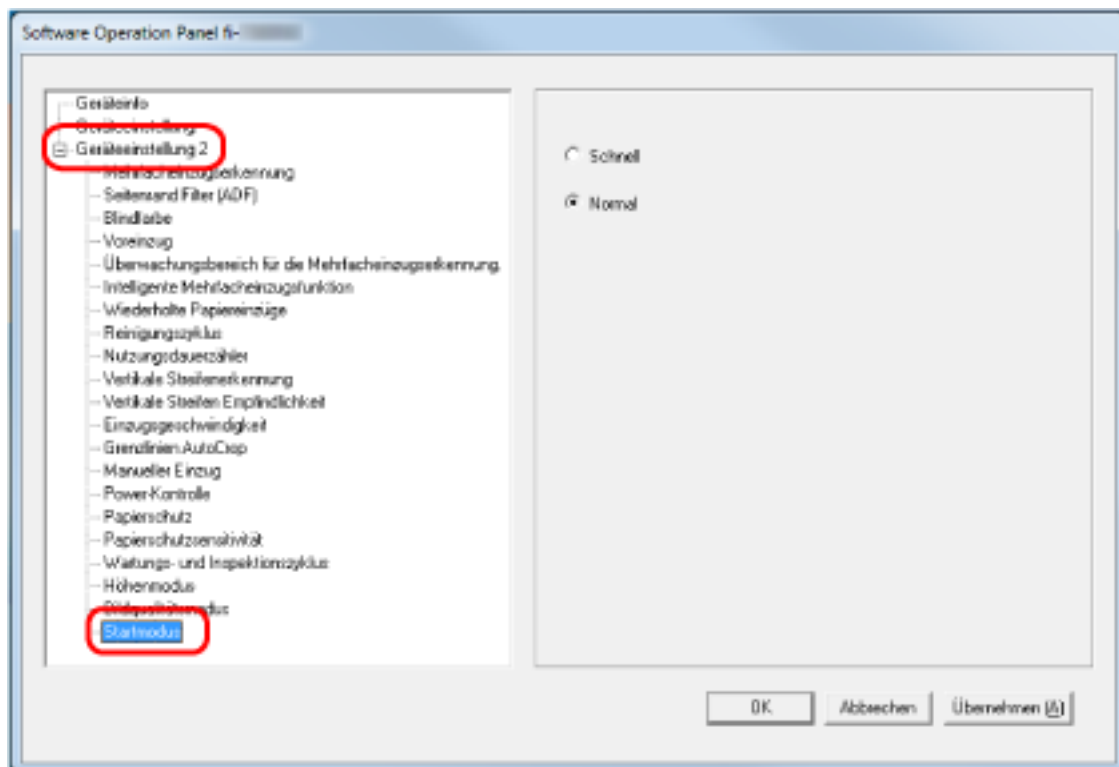 Software Operation Panel fi-
Geräteinfo
Geräteeinstellung
Geräteeinstellung 2
Mehrfacheinzugserkennung
Seitenrand Filter (ADF)
Blindfarbe
Voreinzug
Überwachungsbereich für die Mehrfacheinzugserkennung.
Intelligente Mehrfacheinzugsfunktion
Wiederholte Papiereinzüge
Reinigungszyklus
Nutzungsdauerzähler
Vertikale Streifenerkennung
Vertikale Streifen Empfindlichkeit
Einzugsgeschwindigkeit
Grenzlinien AutoCrop
Manueller Einzug
Power-Kontrolle
Papierschutz
Papierschutzsensitivität
Wartungs- und Inspektionszyklus
Höhenmodus
Bildqualitätsmodus
Startmodus
Schnell
Normal
OK
Abbrechen
Übernehmen (A)